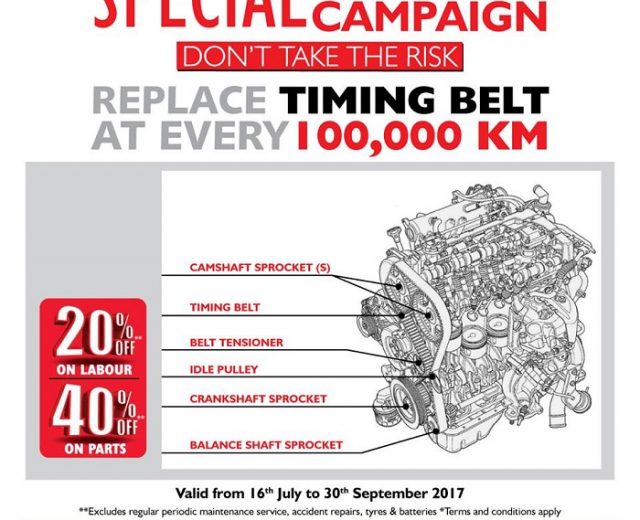 SPECIAL CAMPAIGN
DON'T TAKE THE RISK
REPLACE TIMING BELT
AT EVERY 100,000 KM
CAMSHAFT SPROCKET (S)
TIMING BELT
BELT TENSIONER
IDLE PULLEY
CRANKSHAFT SPROCKET
BALANCE SHAFT SPROCKET
20%** OFF
ON LABOUR
40%** OFF
ON PARTS
Valid from 16th July to 30th September 2017
**Excludes regular periodic maintenance service, accident repairs, tyres & batteries *Terms and conditions apply